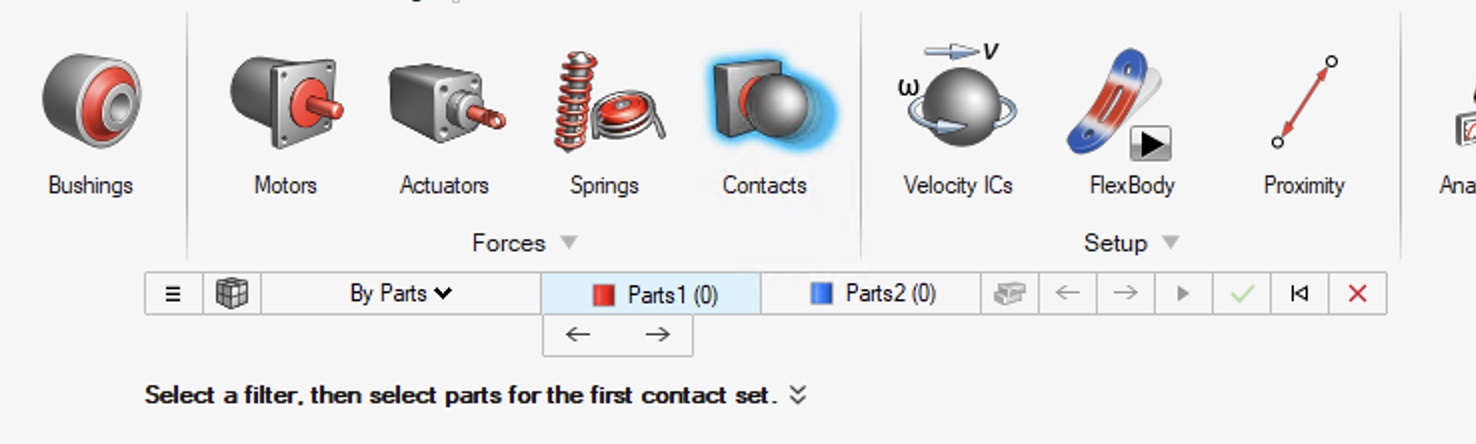 V
ω
Bushings Motors Actuators Springs Contacts Velocity ICs FlexBody Proximity
Forces Setup
By Parts Parts1 (0) Parts2 (0)
Select a filter, then select parts for the first contact set.